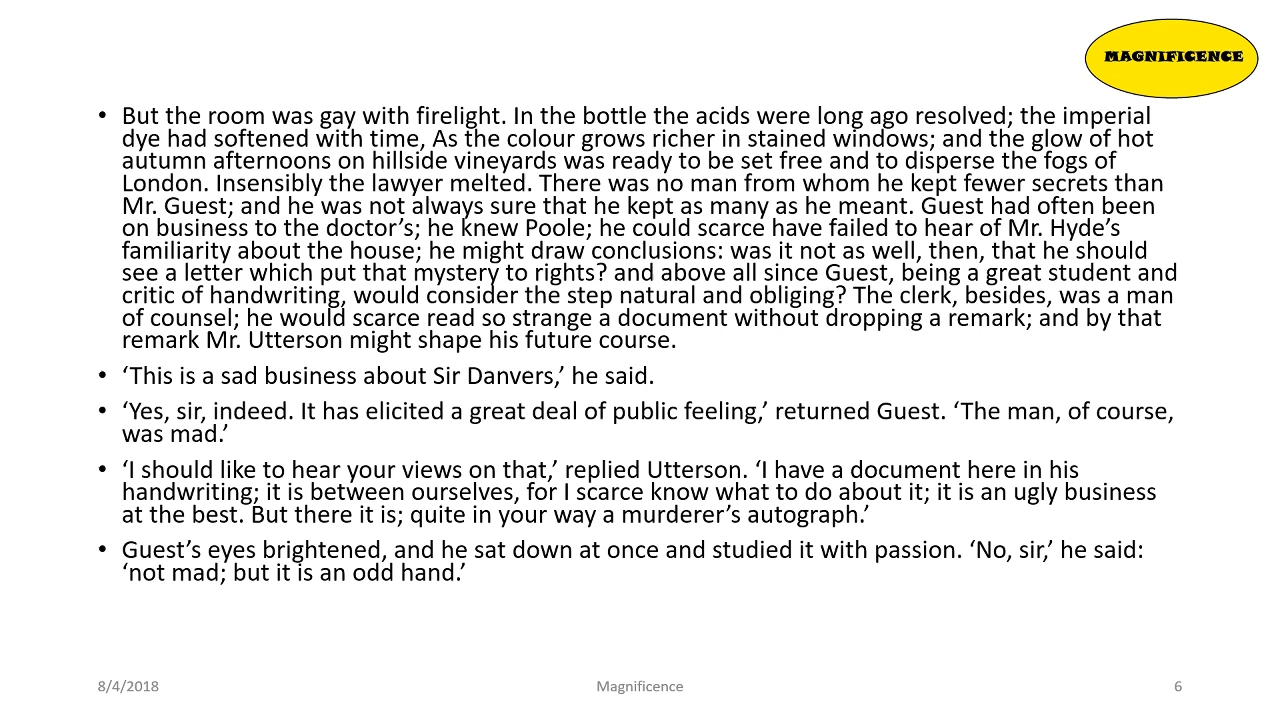 MAGNIFICENCE
• But the room was gay with firelight. In the bottle the acids were long ago resolved; the imperial
dye had softened with time, As the colour grows richer in stained windows; and the glow of hot
autumn afternoons on hillside vineyards was ready to be set free and to disperse the fogs of
London. Insensibly the lawyer melted. There was no man from whom he kept fewer secrets than
Mr. Guest; and he was not always sure that he kept as many as he meant. Guest had often been
on business to the doctor’s; he knew Poole; he could scarce have failed to hear of Mr. Hyde’s
familiarity about the house; he might draw conclusions: was it not as well, then, that he should
see a letter which put that mystery to rights? and above all since Guest, being a great student and
critic of handwriting, would consider the step natural and obliging? The clerk, besides, was a man
of counsel; he would scarce read so strange a document without dropping a remark; and by that
remark Mr. Utterson might shape his future course.
• ‘This is a sad business about Sir Danvers,’ he said.
• ‘Yes, sir, indeed. It has elicited a great deal of public feeling,’ returned Guest. ‘The man, of course,
was mad.’
• ‘I should like to hear your views on that,’ replied Utterson. ‘I have a document here in his
handwriting; it is between ourselves, for I scarce know what to do about it; it is an ugly business
at the best. But there it is; quite in your way a murderer’s autograph.’
• Guest’s eyes brightened, and he sat down at once and studied it with passion. ‘No, sir,’ he said:
‘not mad; but it is an odd hand.’
8/4/2018
Magnificence
6